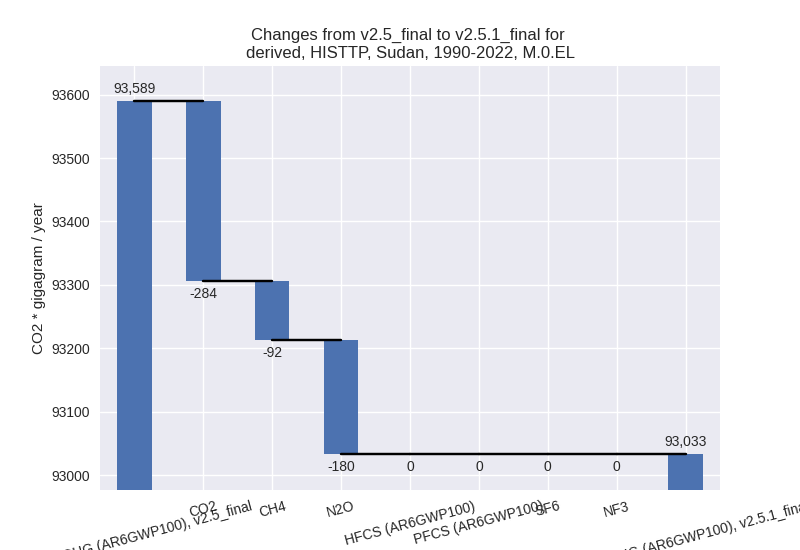 Changes from v2.5_final to v2.5.1_final for
derived, HISTTP, Sudan, 1990-2022, M.0.EL
CO2 * gigagram / year
93600
93500
93400
93300
93200
93100
93000
93,589
-284
-92
-180
0
0
0
0
93,033
(AR6GWP100), v2.5_final
CO2
CH4
N2O
HFCS (AR6GWP100)
PFCS (AR6GWP100)
SF6
NF3
(AR6GWP100), v2.5.1_fina